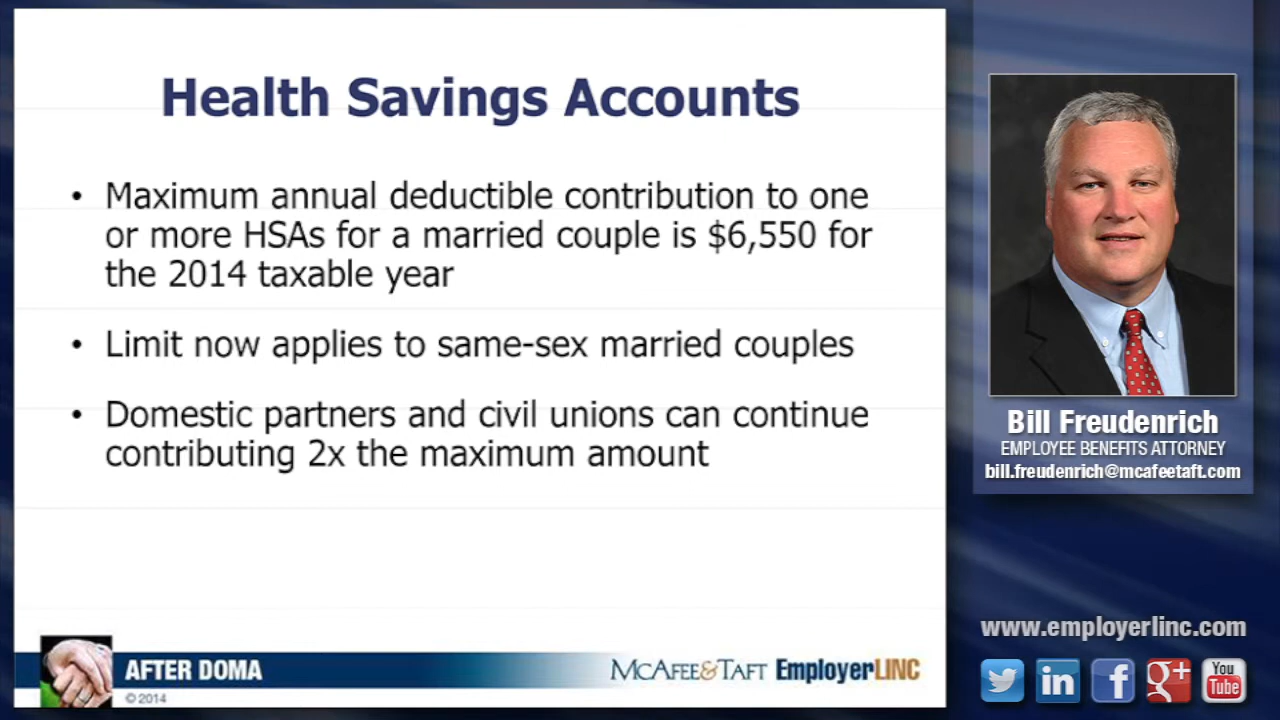 Health Savings Accounts
• Maximum annual deductible contribution to one
or more HSAs for a married couple is $6,550 for
the 2014 taxable year
• Limit now applies to same-sex married couples
• Domestic partners and civil unions can continue
contributing 2x the maximum amount
AFTER DOMA
© 2014
MCAFEE&TAFT EmployerLINC
Bill Freudenrich
EMPLOYEE BENEFITS ATTORNEY
bill.freudenrich@mcafeetaft.com
www.employerlinc.com
in f g+ You Tube